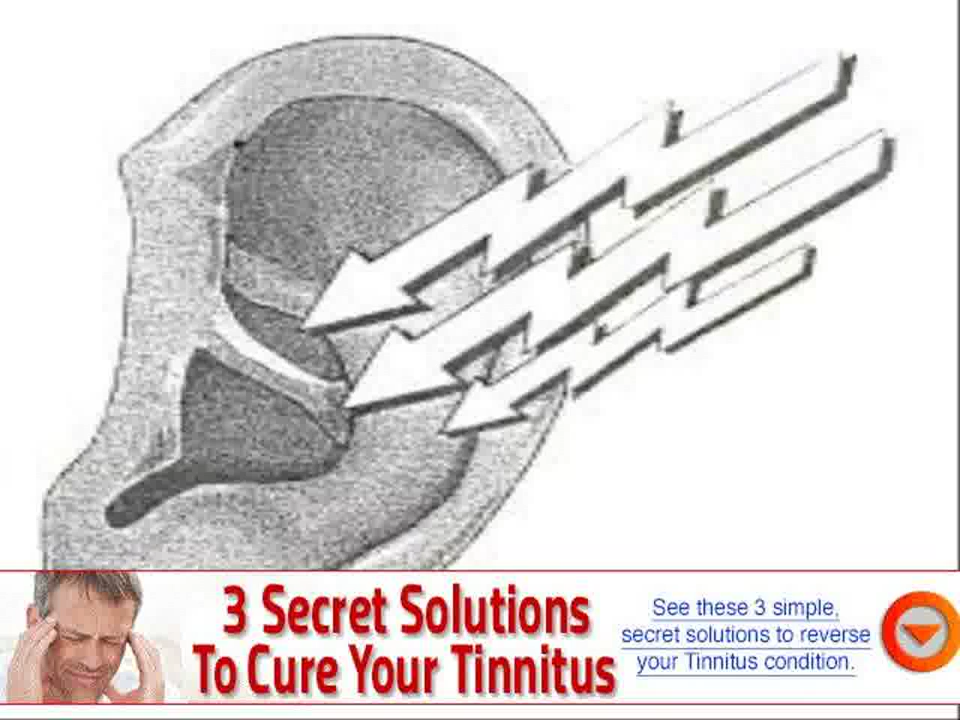 3 Secret Solutions
To Cure Your Tinnitus
See these 3 simple,
secret solutions to reverse
your Tinnitus condition.